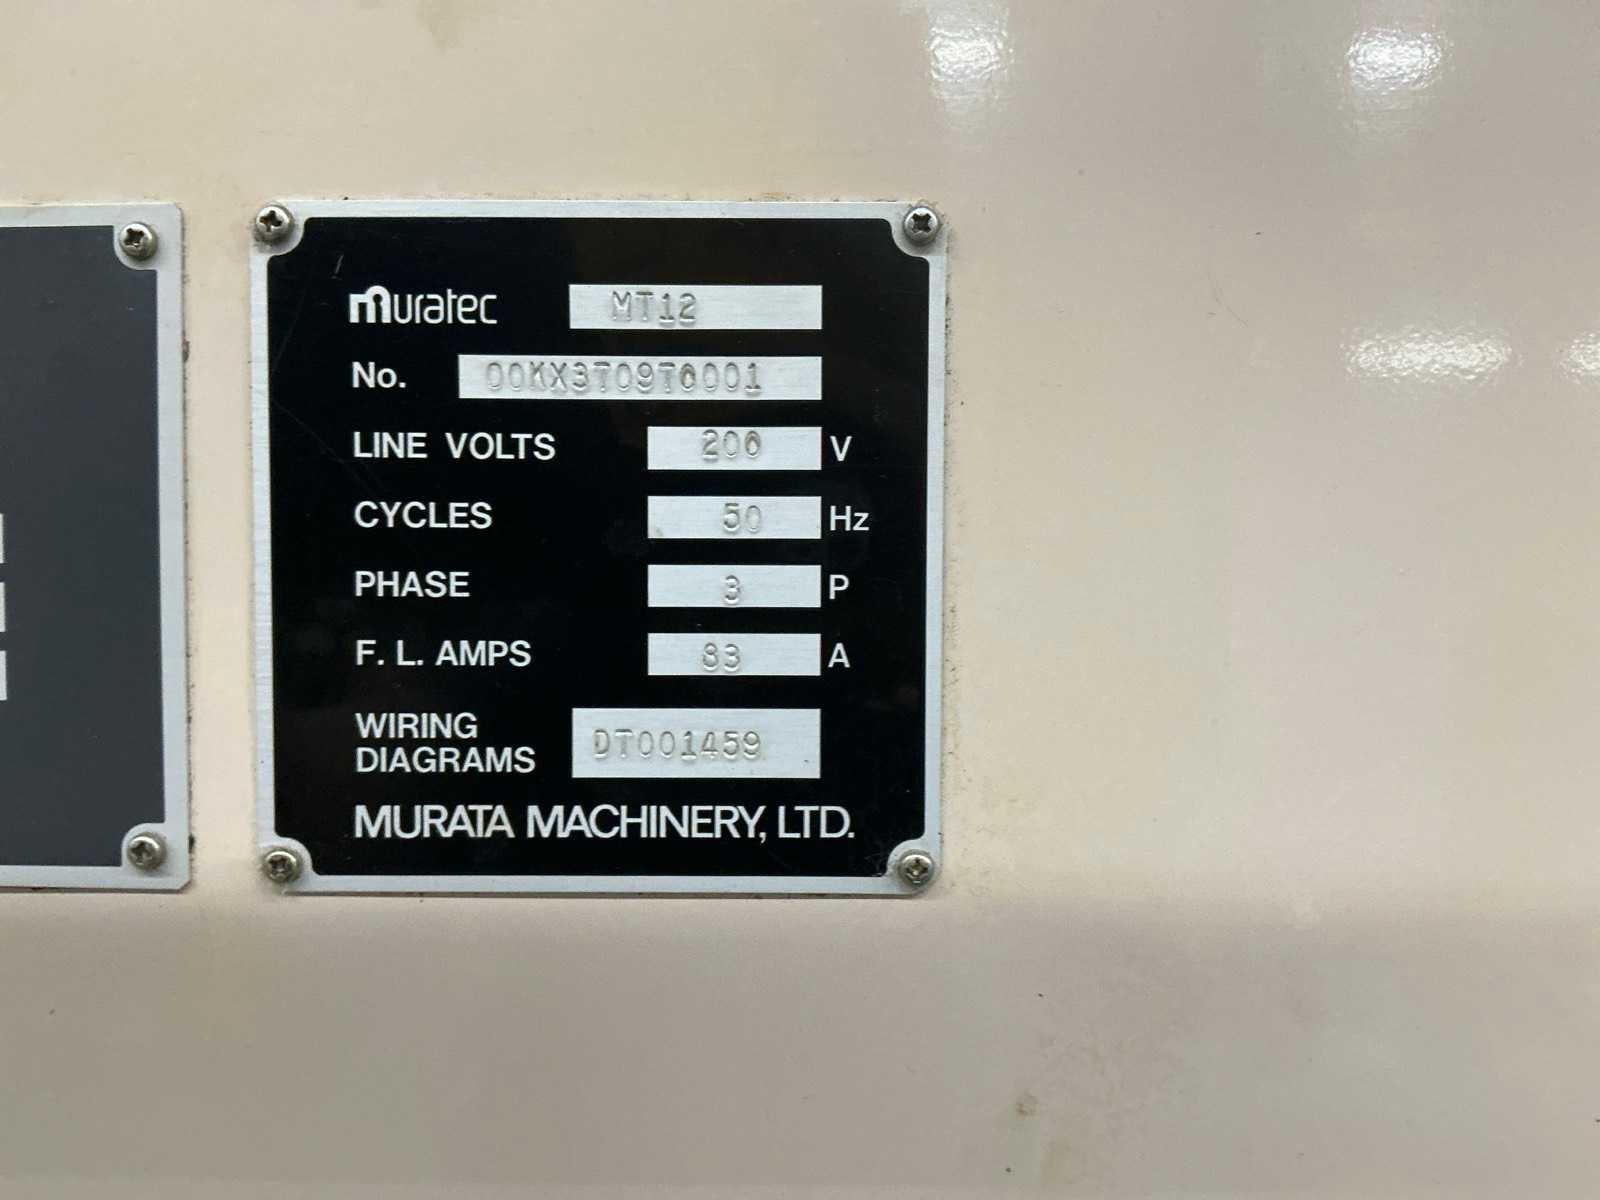 muratec MT12
No. 00KX3T09T0001
LINE VOLTS 200 V
CYCLES 50 Hz
PHASE 3 P
F. L. AMPS 83 A
WIRING
DIAGRAMS DT001459
MURATA MACHINERY, LTD.